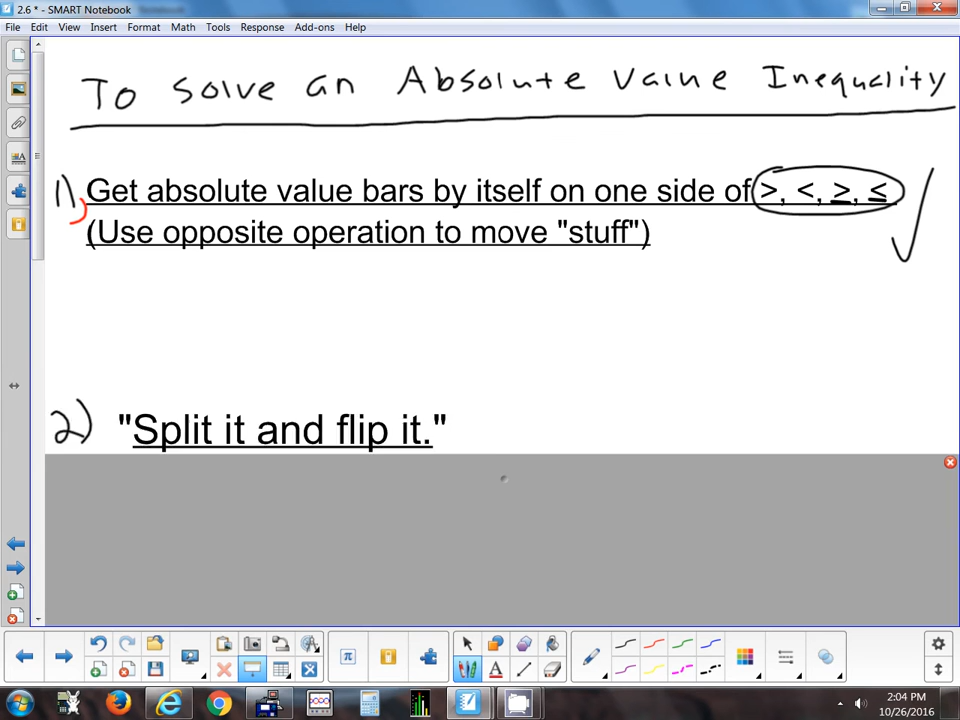 2.6 * - SMART Notebook
File Edit View Insert Format Math Tools Response Add-ons Help
To solve an Absolute Value Inequality
1) Get absolute value bars by itself on one side of >, <, ≥, ≤
(Use opposite operation to move "stuff")
2) "Split it and flip it."
2:04 PM
10/26/2016